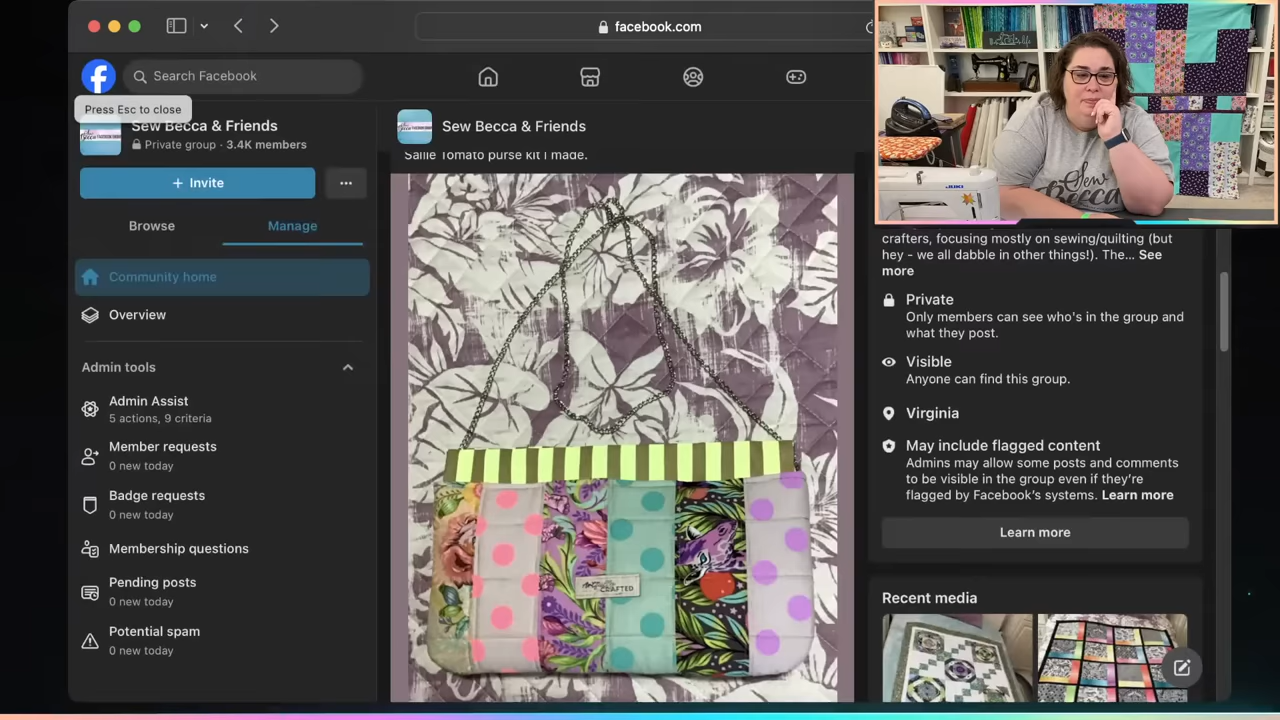 facebook.com
Search Facebook
Press Esc to close
Sew Becca & Friends
Private group · 3.4K members
+ Invite
Browse
Manage
Community home
Overview
Admin tools
Admin Assist
5 actions, 9 criteria
Member requests
0 new today
Badge requests
0 new today
Membership questions
Pending posts
0 new today
Potential spam
0 new today
Sew Becca & Friends
Sallie Tomato purse kit I made.
CRAFTED
Sew
Becca
JUKI
crafters, focusing mostly on sewing/quilting (but
hey - we all dabble in other things!). The... See
more
Private
Only members can see who's in the group and
what they post.
Visible
Anyone can find this group.
Virginia
May include flagged content
Admins may allow some posts and comments
to be visible in the group even if they're
flagged by Facebook's systems. Learn more
Learn more
Recent media